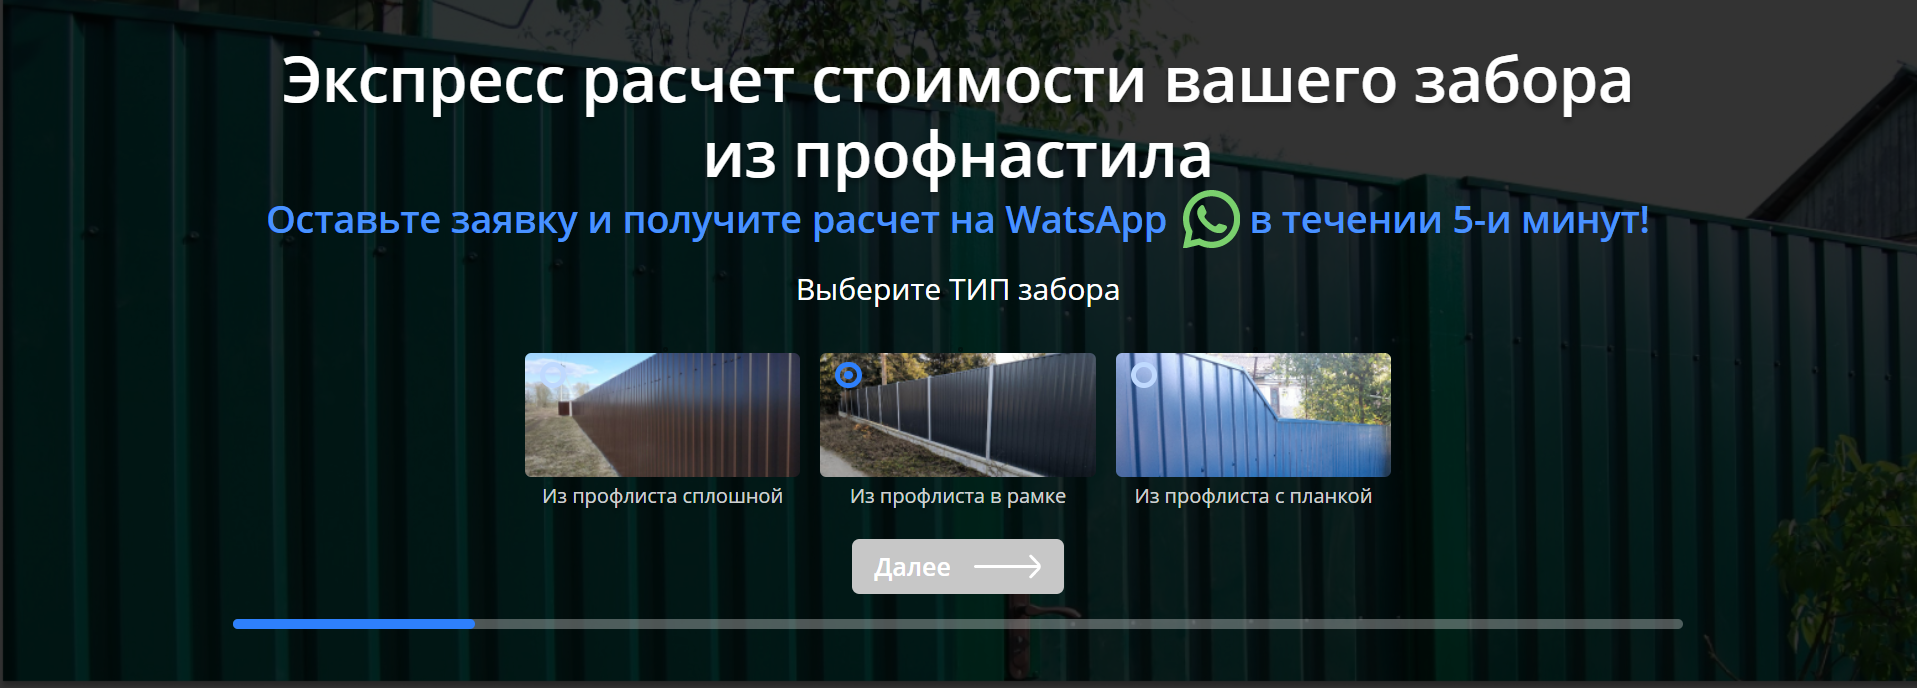 Экспресс расчет стоимости вашего забора
из профнастила
Оставьте заявку и получите расчет на WatsApp в течении 5-и минут!
Выберите ТИП забора
Из профлиста сплошной
Из профлиста в рамке
Из профлиста с планкой
Далее